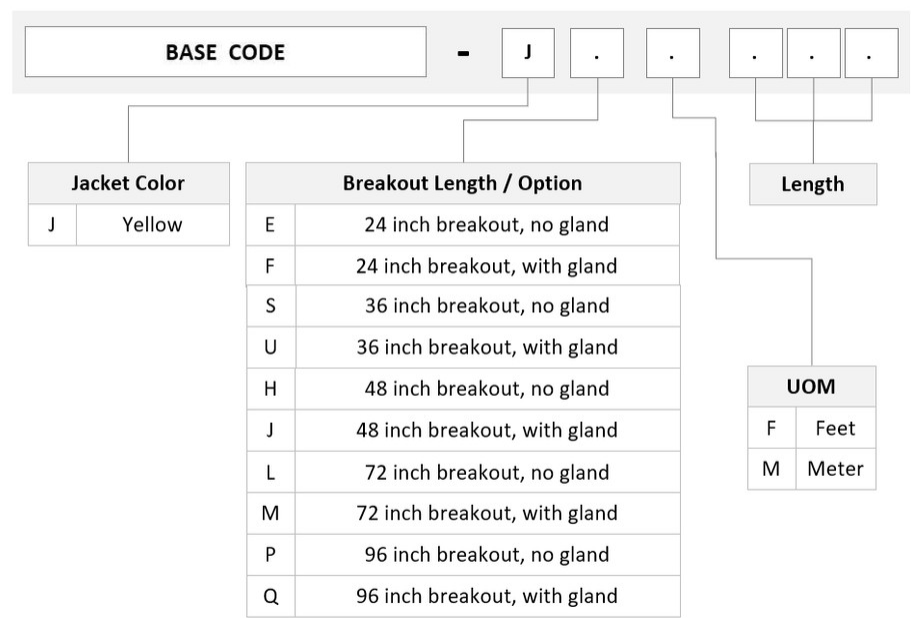 BASE CODE - J . . . . .
Jacket Color
J Yellow
Breakout Length / Option
E 24 inch breakout, no gland
F 24 inch breakout, with gland
S 36 inch breakout, no gland
U 36 inch breakout, with gland
H 48 inch breakout, no gland
J 48 inch breakout, with gland
L 72 inch breakout, no gland
M 72 inch breakout, with gland
P 96 inch breakout, no gland
Q 96 inch breakout, with gland
Length
UOM
F Feet
M Meter